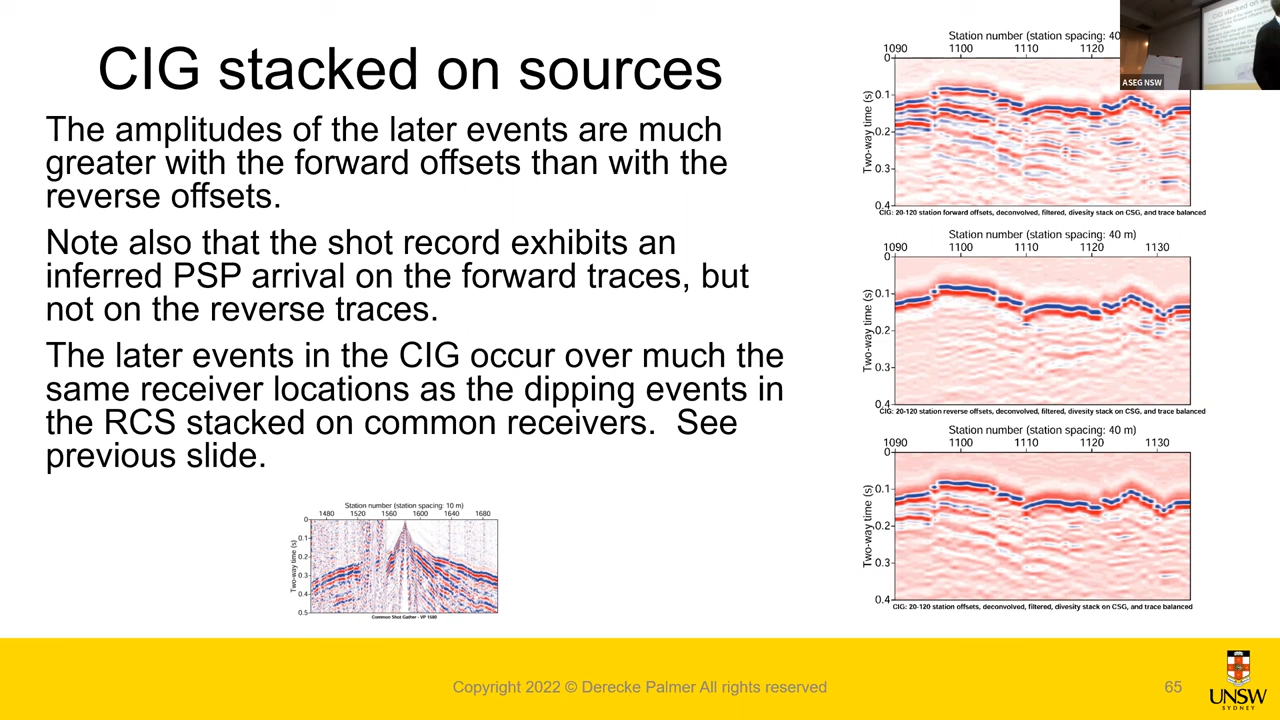 CIG stacked on sources
The amplitudes of the later events are much
greater with the forward offsets than with the
reverse offsets.
Note also that the shot record exhibits an
inferred PSP arrival on the forward traces, but
not on the reverse traces.
The later events in the CIG occur over much the
same receiver locations as the dipping events in
the RCS stacked on common receivers.  See
previous slide.
Station number (station spacing: 10 m)
1480 1520 1560 1600 1640 1680
Two-way time (s)
0
0.1
0.2
0.3
0.4
0.5
Common Shot Gather - VP 1580
Station number (station spacing: 40
1090 1100 1110 1120
Two-way time (s)
0
0.1
0.2
0.3
0.4
CIG: 20-120 station forward offsets, deconvolved, filtered, divesity stack on CSG, and trace balanced
Station number (station spacing: 40 m)
1090 1100 1110 1120 1130
Two-way time (s)
0
0.1
0.2
0.3
0.4
CIG: 20-120 station reverse offsets, deconvolved, filtered, divesity stack on CSG, and trace balanced
Station number (station spacing: 40 m)
1090 1100 1110 1120 1130
Two-way time (s)
0
0.1
0.2
0.3
0.4
CIG: 20-120 station offsets, deconvolved, filtered, divesity stack on CSG, and trace balanced
ASEG NSW
Copyright 2022 © Derecke Palmer All rights reserved
65
UNSW
SYDNEY